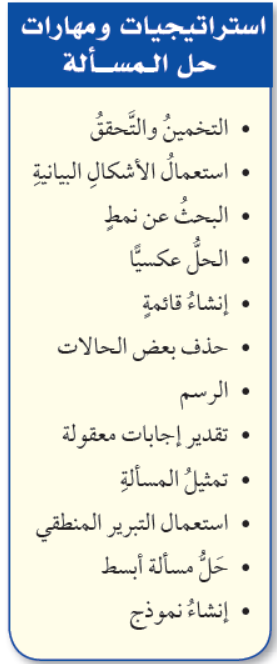 استراتيجيات ومهارات
حل المسألة
• التخمينُ والتَّحققُ
• استعمالُ الأشكالِ البيانيةِ
• البحثُ عن نمطٍ
• الحلُّ عكسيًّا
• إنشاءُ قائمةٍ
• حذف بعض الحالات
• الرسم
• تقدير إجابات معقولة
• تمثيلُ المسألةِ
• استعمال التبرير المنطقي
• حَلُّ مسألة أبسط
• إنشاءُ نموذج